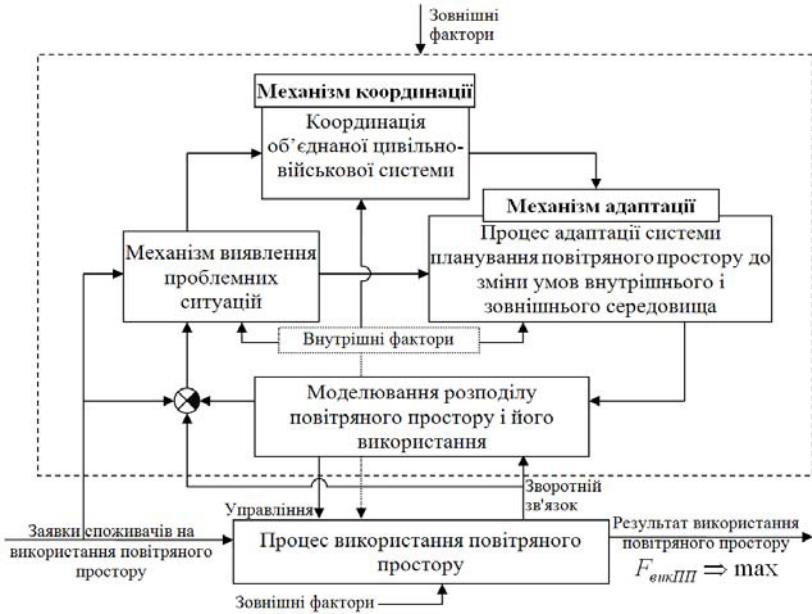 Зовнішні
фактори
Механізм координації
Координація
об’єднаної цивільно-
військової системи
Механізм адаптації
Процес адаптації системи
планування повітряного простору до
зміни умов внутрішнього і
зовнішнього середовища
Механізм виявлення
проблемних
ситуацій
Внутрішні фактори
Моделювання розподілу
повітряного простору і його
використання
Зворотній
зв'язок
Управління
Заявки споживачів на
використання повітряного
простору
Процес використання повітряного
простору
Результат використання
повітряного простору
F викПП ⇒ max
Зовнішні фактори